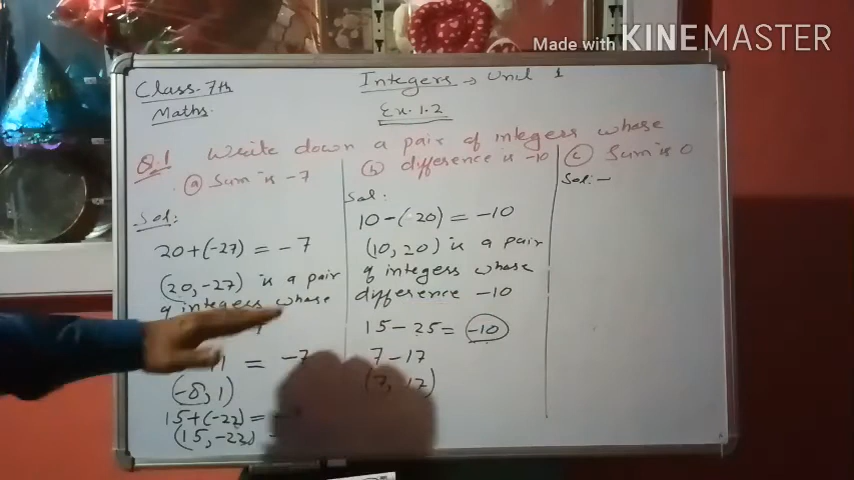 Made with KINEMASTER
Class-7th
Maths.
Integers → Unit 1
Ex.1.2
Q.1 Write down a pair of integers whose
(a) Sum is -7
(b) difference is -10
(c) Sum is 0
Sol:
20+(-27) = -7
(20,-27) is a pair
of integers whose
= -7
(-8,1)
15+(-22) =
(15,-22)
Sol:
10-(20) = -10
(10,20) is a pair
of integers whose
difference -10
15-25 = -10
7-17
(7,17)
Sol:-